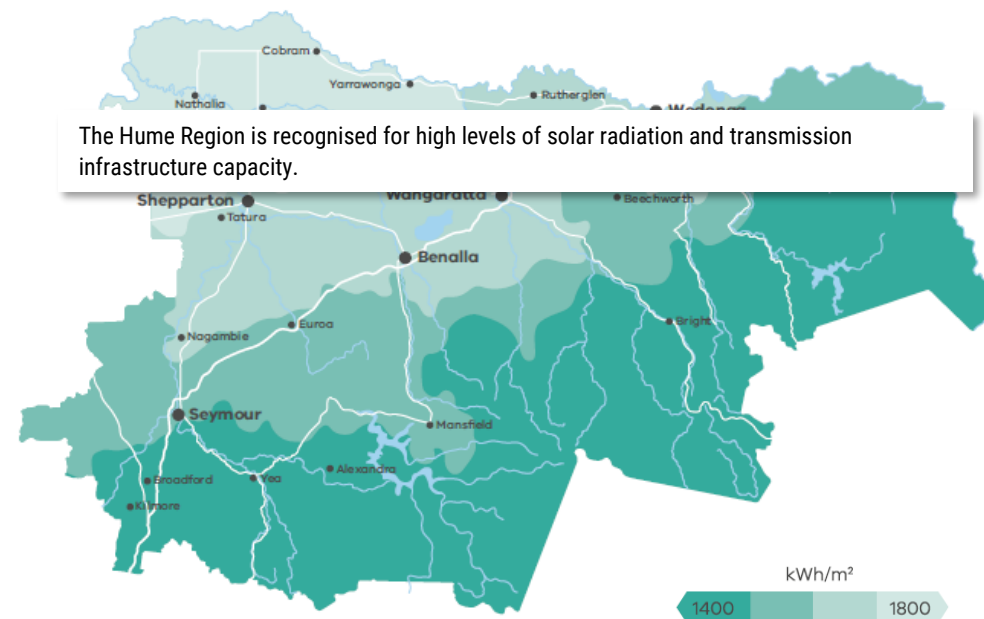 Cobram
Yarrawonga
Rutherglen
Nathalia
Wodonga
The Hume Region is recognised for high levels of solar radiation and transmission
infrastructure capacity.
Wangaratta
Shepparton
Beechworth
Tatura
Benalla
Euroa
Bright
Nagambie
Seymour
Mansfield
Alexandra
Broadford
Yea
Kilmore
kWh/m²
1400
1800